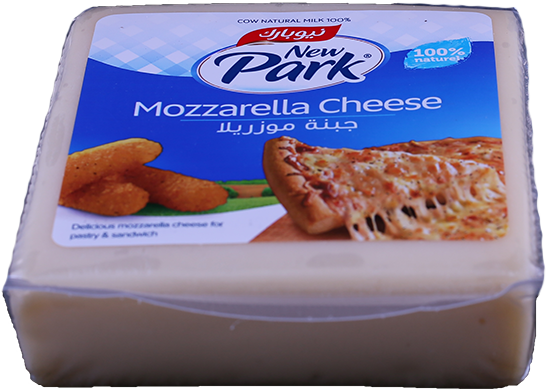 COW NATURAL MILK 100%
نيوبارك
New
Park®
100%
natural
Mozzarella Cheese
جبنة موزريلا
Delicious mozzarella cheese for
pastry & sandwich